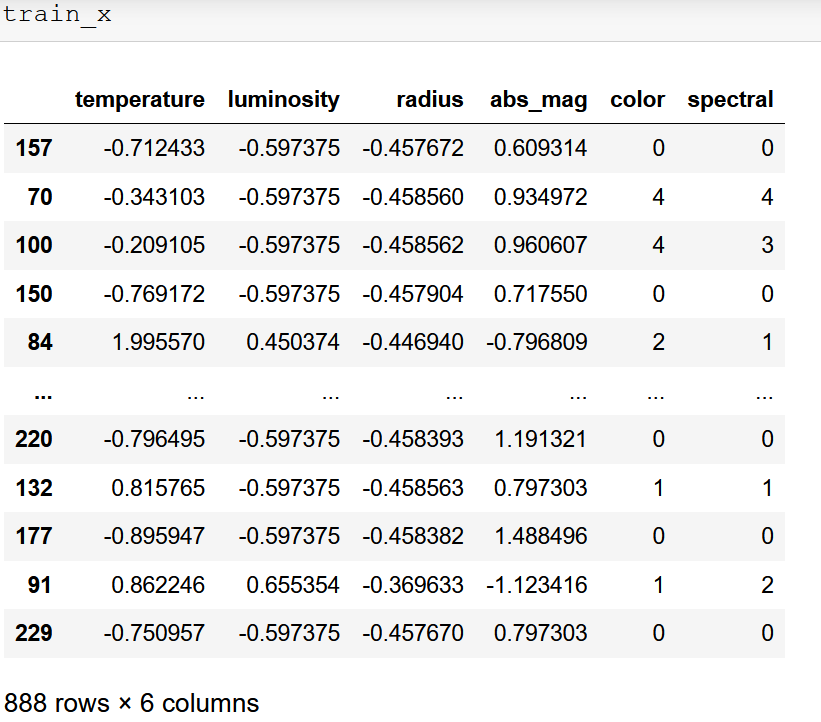 train_x
temperature luminosity radius abs_mag color spectral
157 -0.712433 -0.597375 -0.457672 0.609314 0 0
70 -0.343103 -0.597375 -0.458560 0.934972 4 4
100 -0.209105 -0.597375 -0.458562 0.960607 4 3
150 -0.769172 -0.597375 -0.457904 0.717550 0 0
84 1.995570 0.450374 -0.446940 -0.796809 2 1
... ... ... ... ... ... ...
220 -0.796495 -0.597375 -0.458393 1.191321 0 0
132 0.815765 -0.597375 -0.458563 0.797303 1 1
177 -0.895947 -0.597375 -0.458382 1.488496 0 0
91 0.862246 0.655354 -0.369633 -1.123416 1 2
229 -0.750957 -0.597375 -0.457670 0.797303 0 0
888 rows × 6 columns